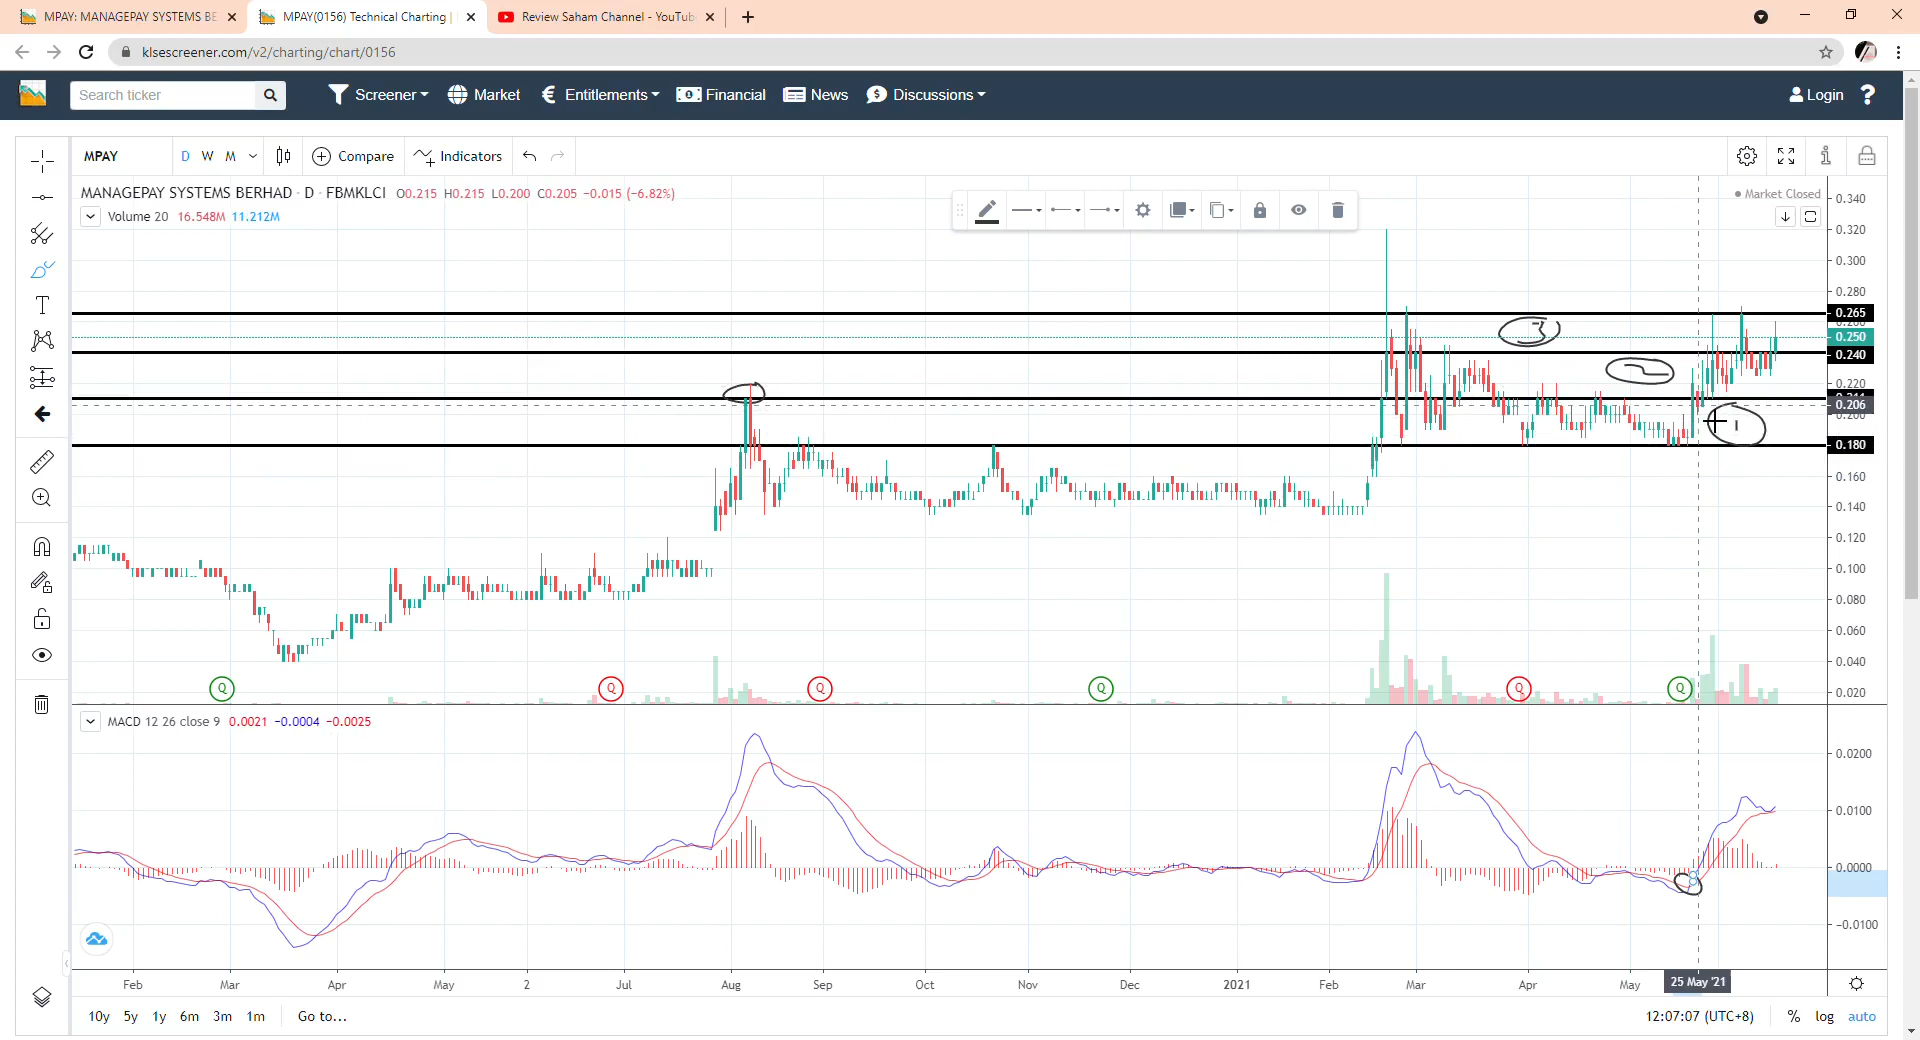 MPAY: MANAGEPAY SYSTEMS BE
MPAY(0156) Technical Charting |
Review Saham Channel - YouTub
klsescreener.com/v2/charting/chart/0156
Search ticker
Screener
Market
Entitlements
Financial
News
Discussions
Login
?
MPAY
D W M
Compare
Indicators
MANAGEPAY SYSTEMS BERHAD · D · FBMKLCI O0.215 H0.215 L0.200 C0.205 −0.015 (−6.82%)
Volume 20 16.548M 11.212M
Market Closed
0.340
0.320
0.300
0.280
0.265
0.250
0.240
0.220
0.206
0.200
0.180
0.160
0.140
0.120
0.100
0.080
0.060
0.040
0.020
3
2
1
Q Q Q Q Q Q
MACD 12 26 close 9 0.0021 −0.0004 −0.0025
0.0200
0.0100
0.0000
−0.0100
Feb Mar Apr May 2 Jul Aug Sep Oct Nov Dec 2021 Feb Mar Apr May 25 May '21
10y 5y 1y 6m 3m 1m Go to...
12:07:07 (UTC+8) % log auto